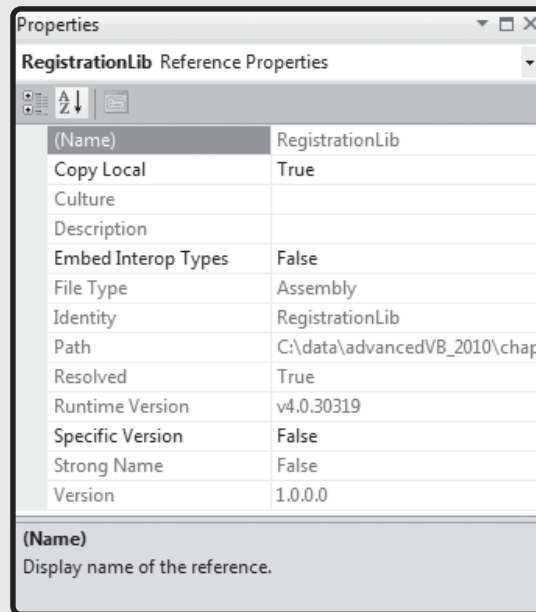 Properties
RegistrationLib Reference Properties
A
Z
(Name) RegistrationLib
Copy Local True
Culture
Description
Embed Interop Types False
File Type Assembly
Identity RegistrationLib
Path C:\data\advancedVB_2010\chap
Resolved True
Runtime Version v4.0.30319
Specific Version False
Strong Name False
Version 1.0.0.0
(Name)
Display name of the reference.